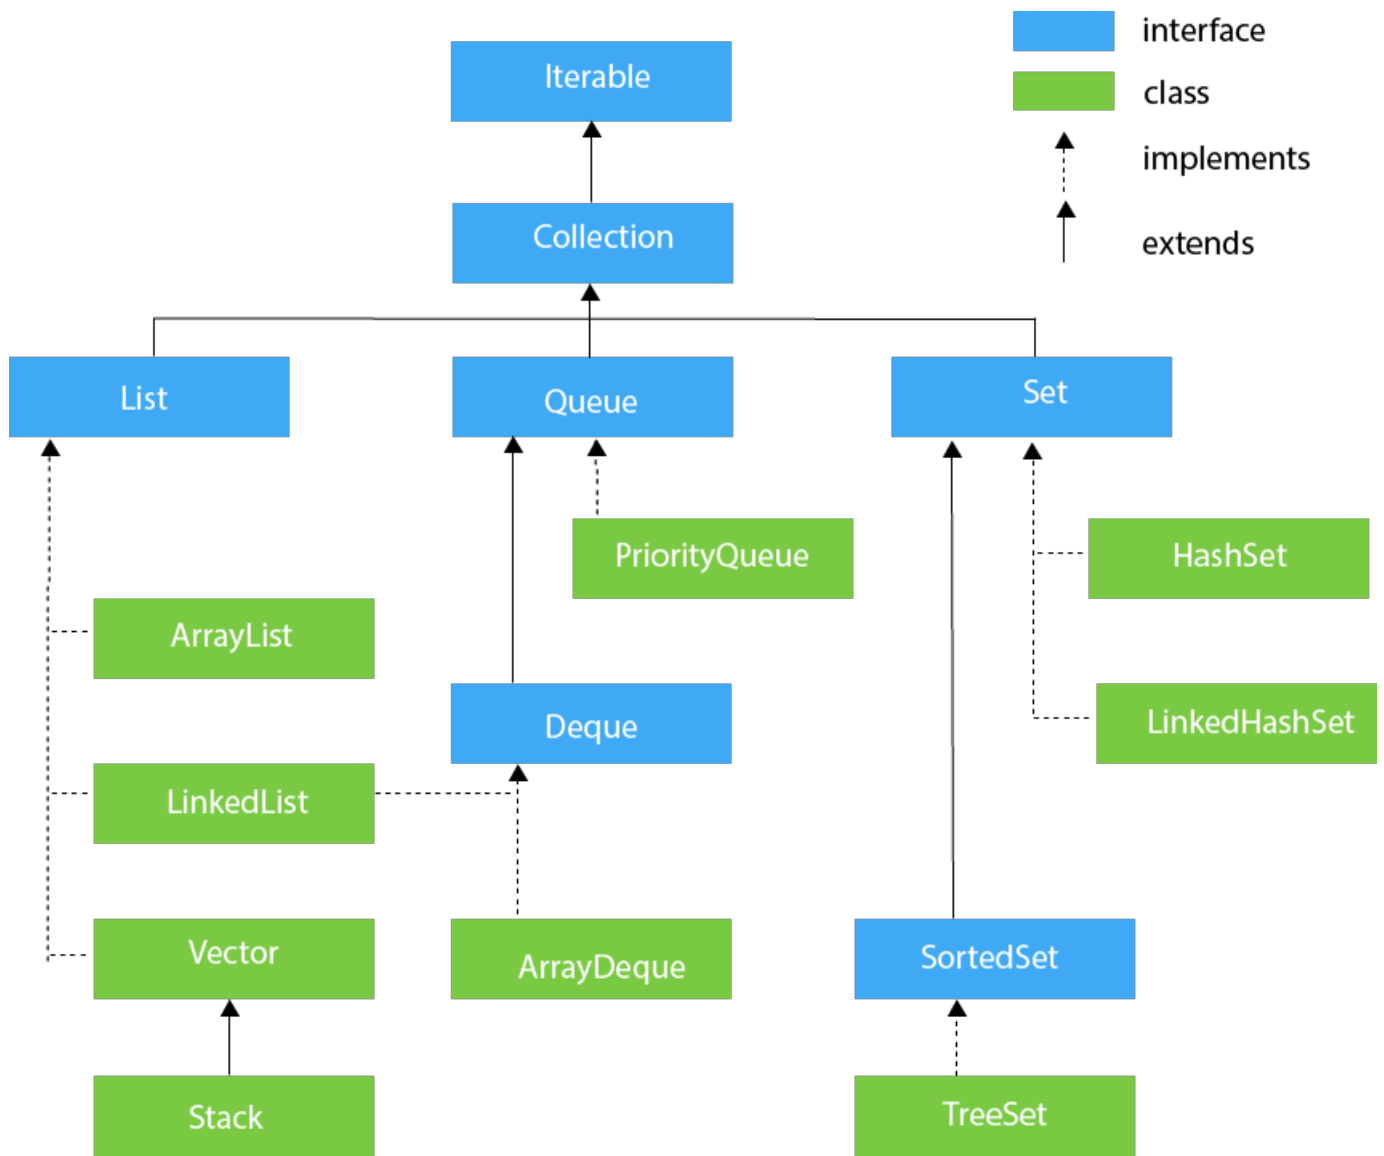 interface
Iterable
class
implements
Collection
extends
List
Queue
Set
PriorityQueue
HashSet
ArrayList
Deque
LinkedHashSet
LinkedList
Vector
ArrayDeque
SortedSet
Stack
TreeSet